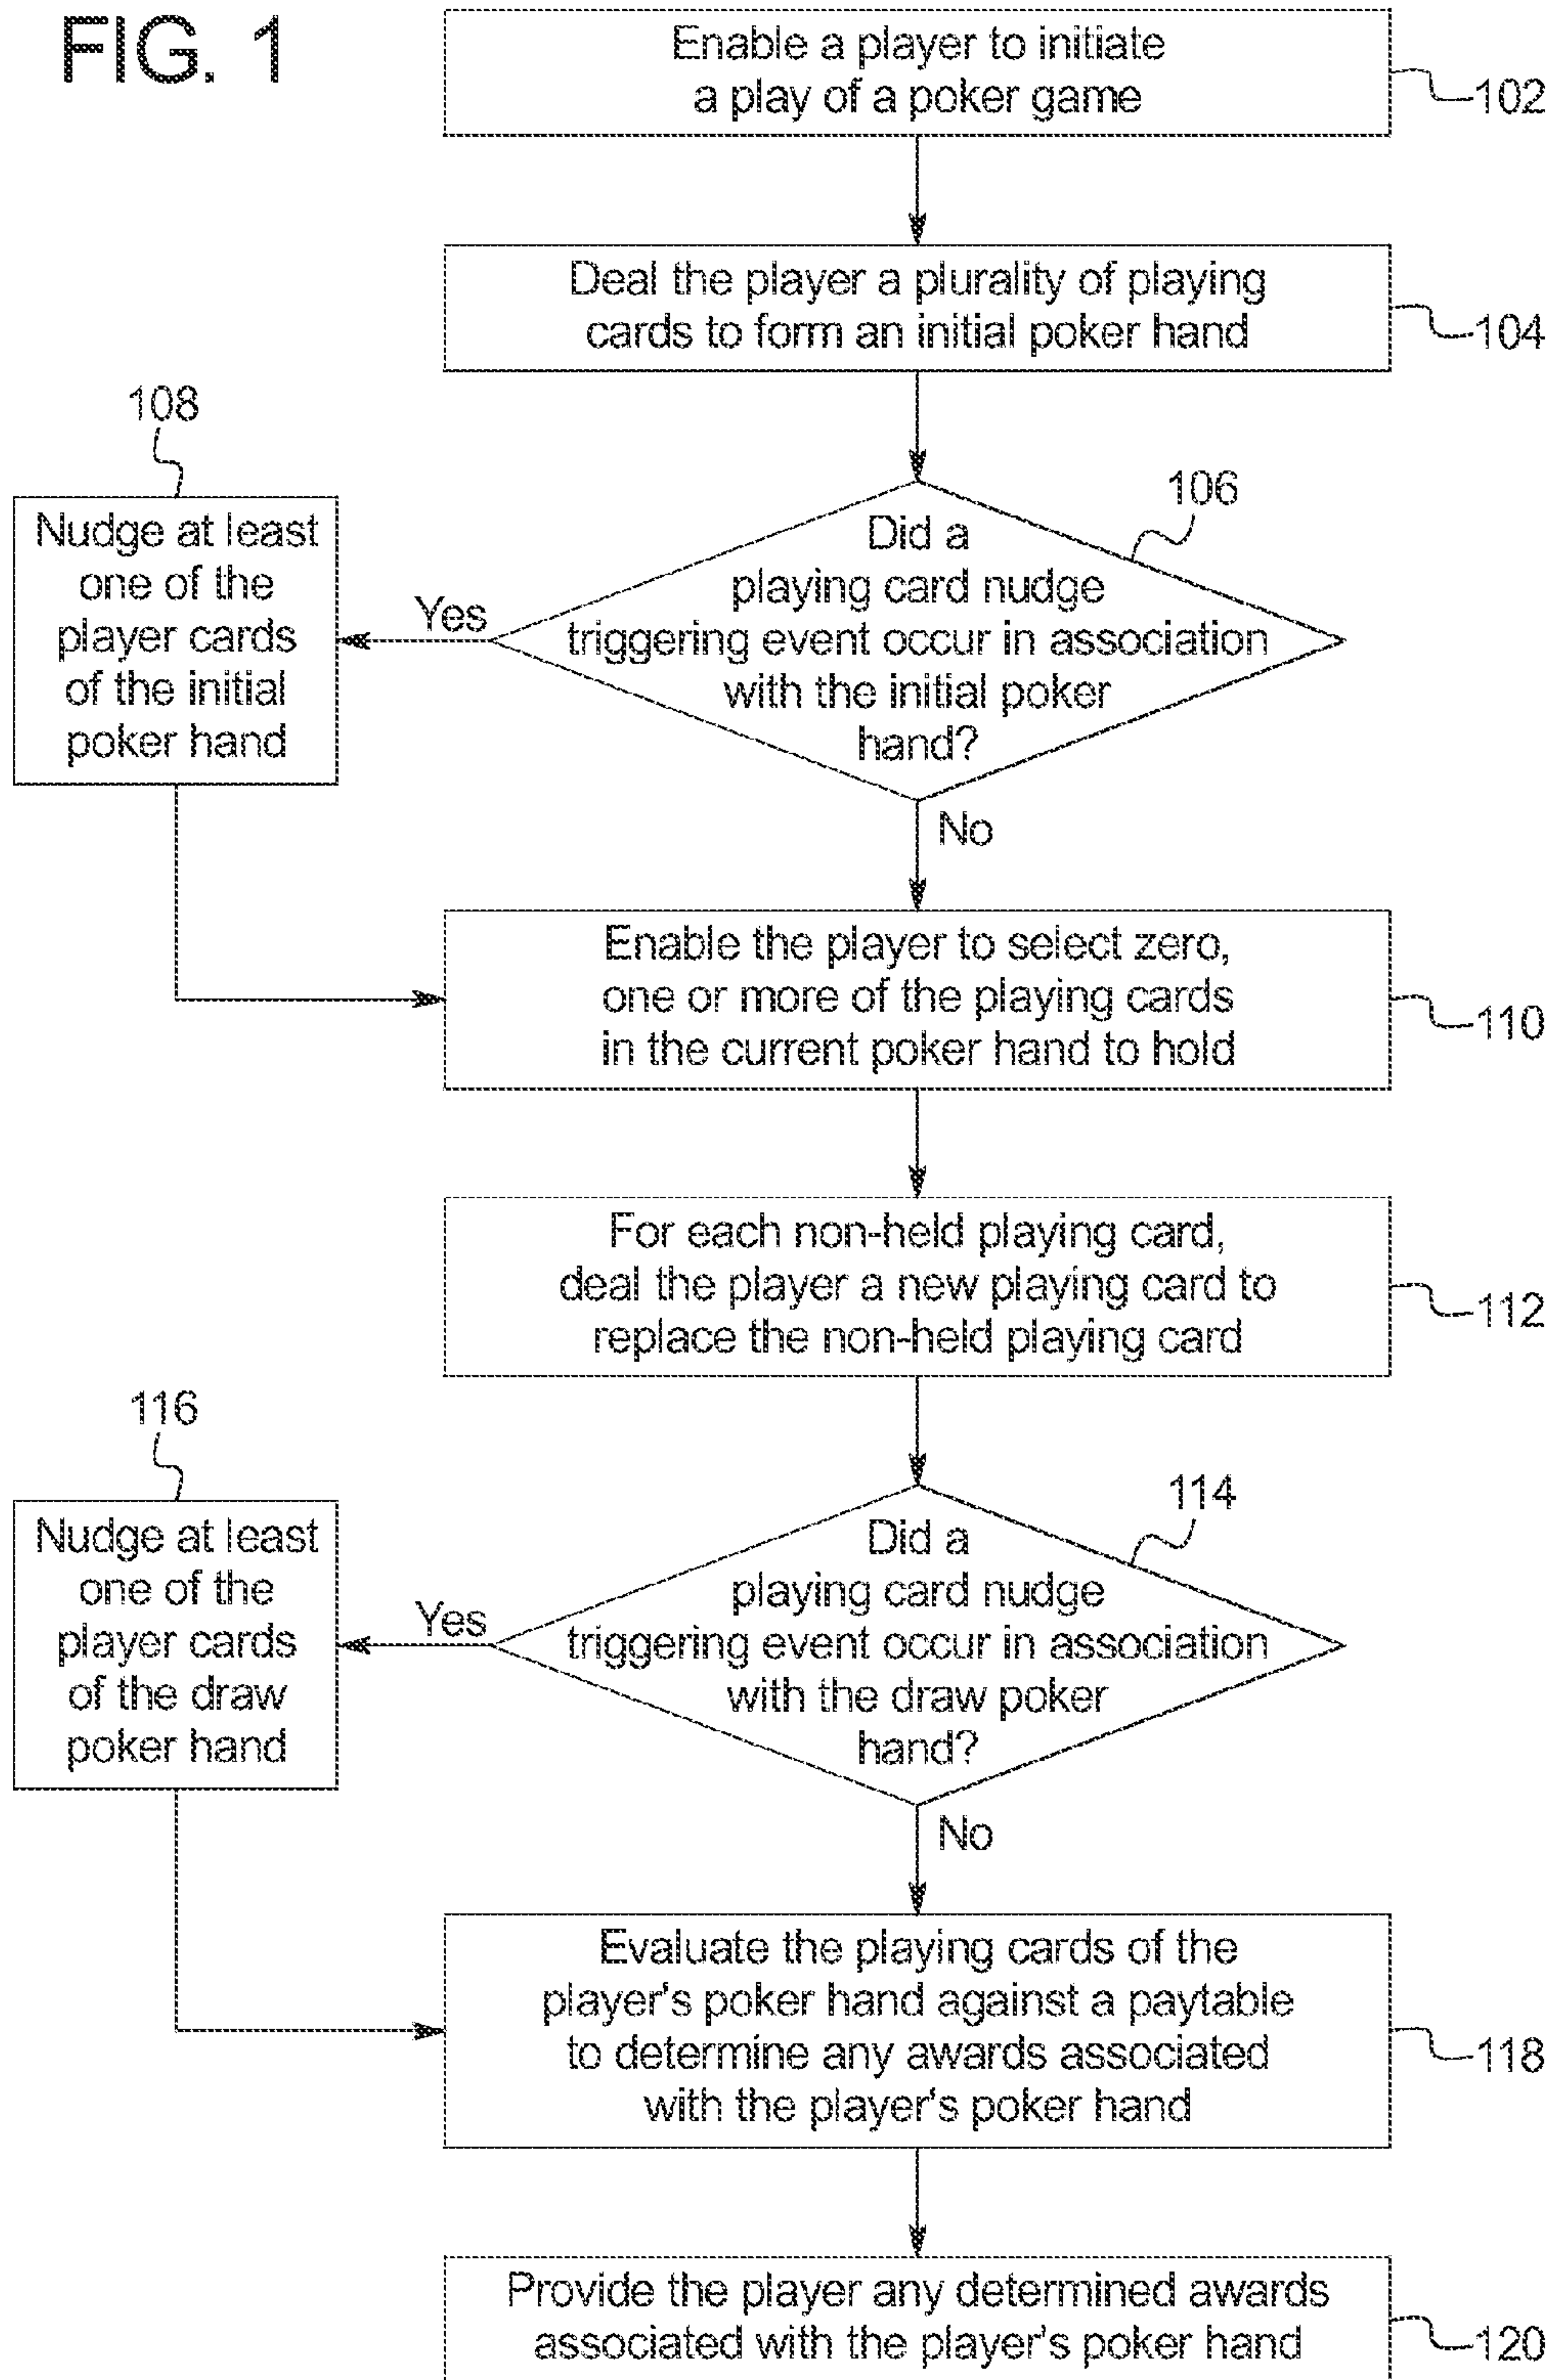 FIG. 1
Enable a player to initiate
a play of a poker game
102
Deal the player a plurality of playing
cards to form an initial poker hand
104
108
Nudge at least
one of the
player cards
of the initial
poker hand
Yes
106
Did a
playing card nudge
triggering event occur in association
with the initial poker
hand?
No
Enable the player to select zero,
one or more of the playing cards
in the current poker hand to hold
110
For each non-held playing card,
deal the player a new playing card to
replace the non-held playing card
112
116
Nudge at least
one of the
player cards
of the draw
poker hand
Yes
114
Did a
playing card nudge
triggering event occur in association
with the draw poker
hand?
No
Evaluate the playing cards of the
player's poker hand against a paytable
to determine any awards associated
with the player's poker hand
118
Provide the player any determined awards
associated with the player's poker hand
120